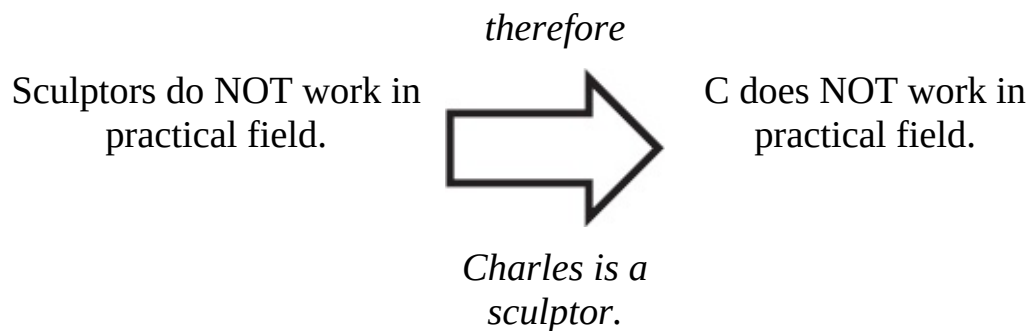 therefore
Sculptors do NOT work in
practical field.
C does NOT work in
practical field.
Charles is a
sculptor.